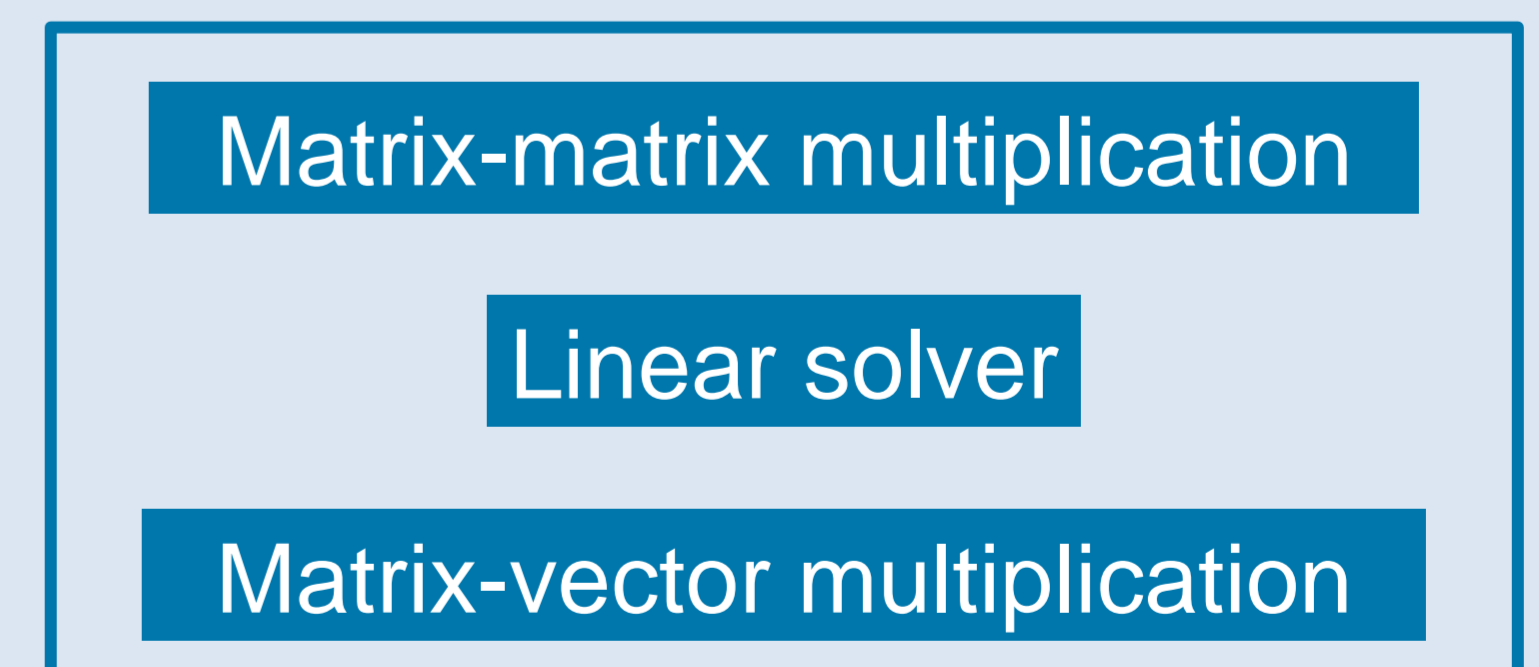 Matrix-matrix multiplication
Linear solver
Matrix-vector multiplication